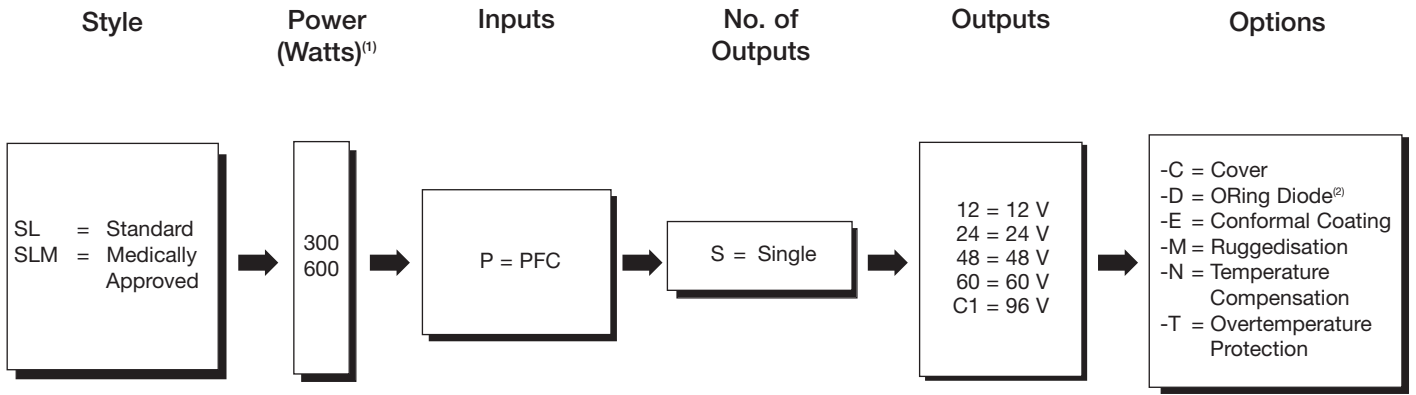 Style
Power
(Watts)(1)
Inputs
No. of
Outputs
Outputs
Options
SL = Standard
SLM = Medically
Approved
300
600
P = PFC
S = Single
12 = 12 V
24 = 24 V
48 = 48 V
60 = 60 V
C1 = 96 V
-C = Cover
-D = ORing Diode(2)
-E = Conformal Coating
-M = Ruggedisation
-N = Temperature
Compensation
-T = Overtemperature
Protection